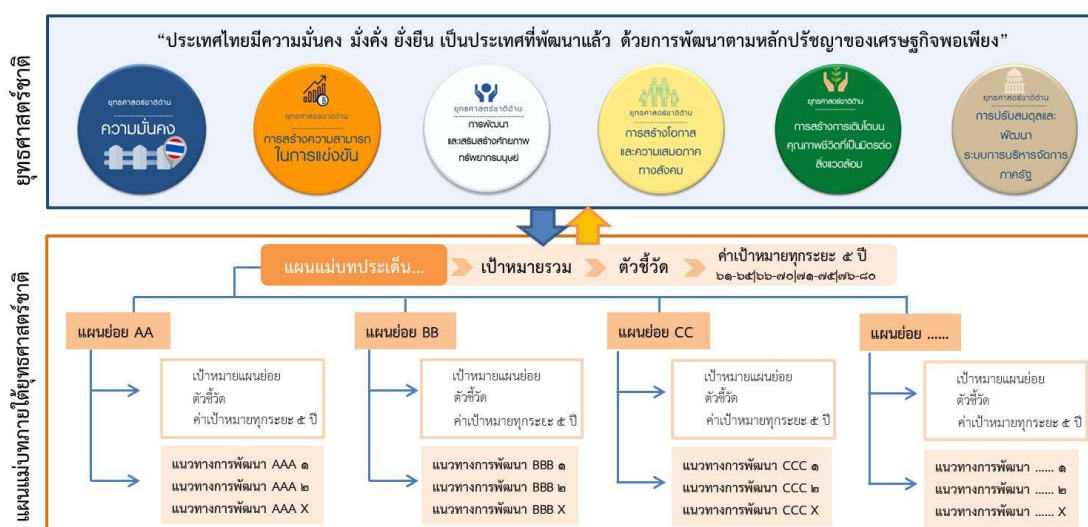 ยุทธศาสตร์ชาติ
“ประเทศไทยมีความมั่นคง มั่งคั่ง ยั่งยืน เป็นประเทศที่พัฒนาแล้ว ด้วยการพัฒนาตามหลักปรัชญาของเศรษฐกิจพอเพียง”
ยุทธศาสตร์ชาติด้าน
ความมั่นคง
ยุทธศาสตร์ชาติด้าน
การสร้างความสามารถ
ในการแข่งขัน
ยุทธศาสตร์ชาติด้าน
การพัฒนา
และเสริมสร้างศักยภาพ
ทรัพยากรมนุษย์
ยุทธศาสตร์ชาติด้าน
การสร้างโอกาส
และความเสมอภาค
ทางสังคม
ยุทธศาสตร์ชาติด้าน
การสร้างการเติบโตบน
คุณภาพชีวิตที่เป็นมิตรต่อ
สิ่งแวดล้อม
ยุทธศาสตร์ชาติด้าน
การปรับสมดุลและ
พัฒนา
ระบบการบริหารจัดการ
ภาครัฐ
แผนแม่บทภายใต้ยุทธศาสตร์ชาติ
แผนแม่บทประเด็น...
เป้าหมายรวม
ตัวชี้วัด
ค่าเป้าหมายทุกระยะ ๕ ปี
๖๑-๖๕|๖๖-๗๐|๗๑-๗๕|๗๖-๘๐
แผนย่อย AA
แผนย่อย BB
แผนย่อย CC
แผนย่อย ......
เป้าหมายแผนย่อย
ตัวชี้วัด
ค่าเป้าหมายทุกระยะ ๕ ปี
เป้าหมายแผนย่อย
ตัวชี้วัด
ค่าเป้าหมายทุกระยะ ๕ ปี
เป้าหมายแผนย่อย
ตัวชี้วัด
ค่าเป้าหมายทุกระยะ ๕ ปี
เป้าหมายแผนย่อย
ตัวชี้วัด
ค่าเป้าหมายทุกระยะ ๕ ปี
แนวทางการพัฒนา AAA ๑
แนวทางการพัฒนา AAA ๒
แนวทางการพัฒนา AAA X
แนวทางการพัฒนา BBB ๑
แนวทางการพัฒนา BBB ๒
แนวทางการพัฒนา BBB X
แนวทางการพัฒนา CCC ๑
แนวทางการพัฒนา CCC ๒
แนวทางการพัฒนา CCC X
แนวทางการพัฒนา ...... ๑
แนวทางการพัฒนา ...... ๒
แนวทางการพัฒนา ...... X